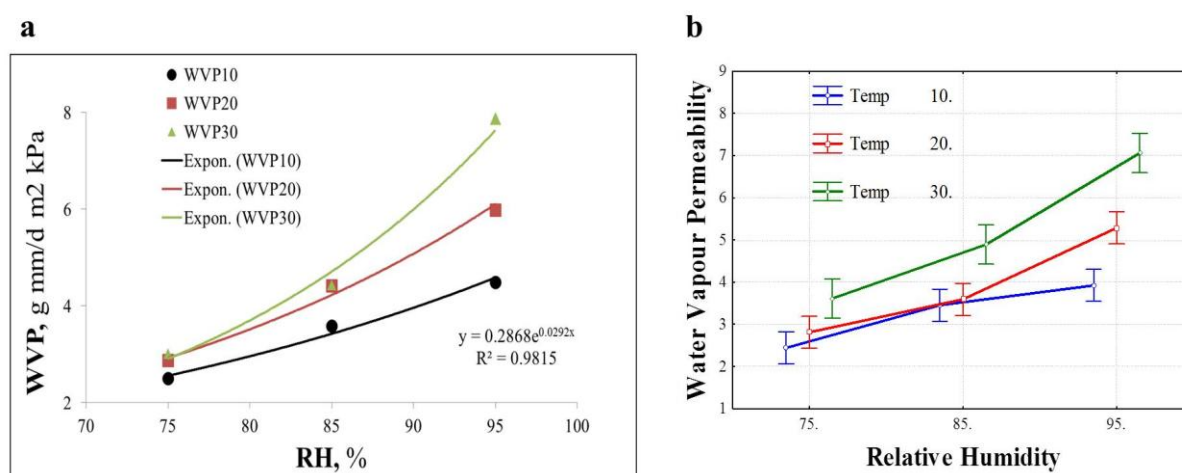 a
WVP10
WVP20
WVP30
Expon. (WVP10)
Expon. (WVP20)
Expon. (WVP30)
WVP, g mm/d m2 kPa
8
6
4
2
y = 0.2868e^0.0292x
R² = 0.9815
70 75 80 85 90 95 100
RH, %
b
Water Vapour Permeability
9
8
7
6
5
4
3
2
1
Temp 10.
Temp 20.
Temp 30.
75. 85. 95.
Relative Humidity